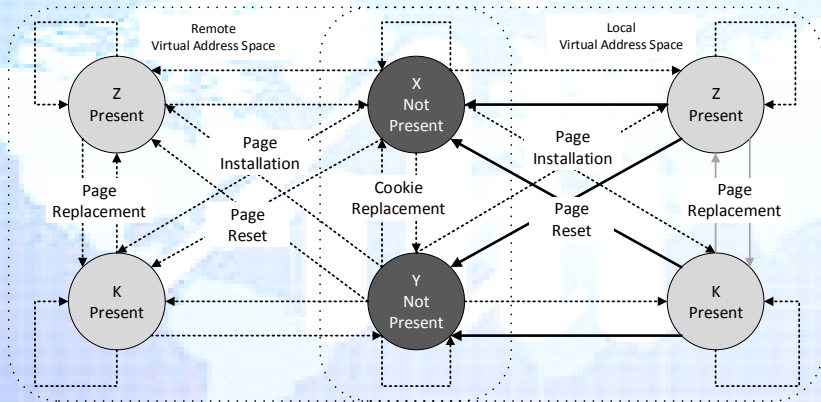 Remote
Virtual Address Space
Local
Virtual Address Space
Z
Present
X
Not
Present
Z
Present
Page
Installation
Page
Installation
Page
Replacement
Cookie
Replacement
Page
Replacement
Page
Reset
Page
Reset
K
Present
Y
Not
Present
K
Present